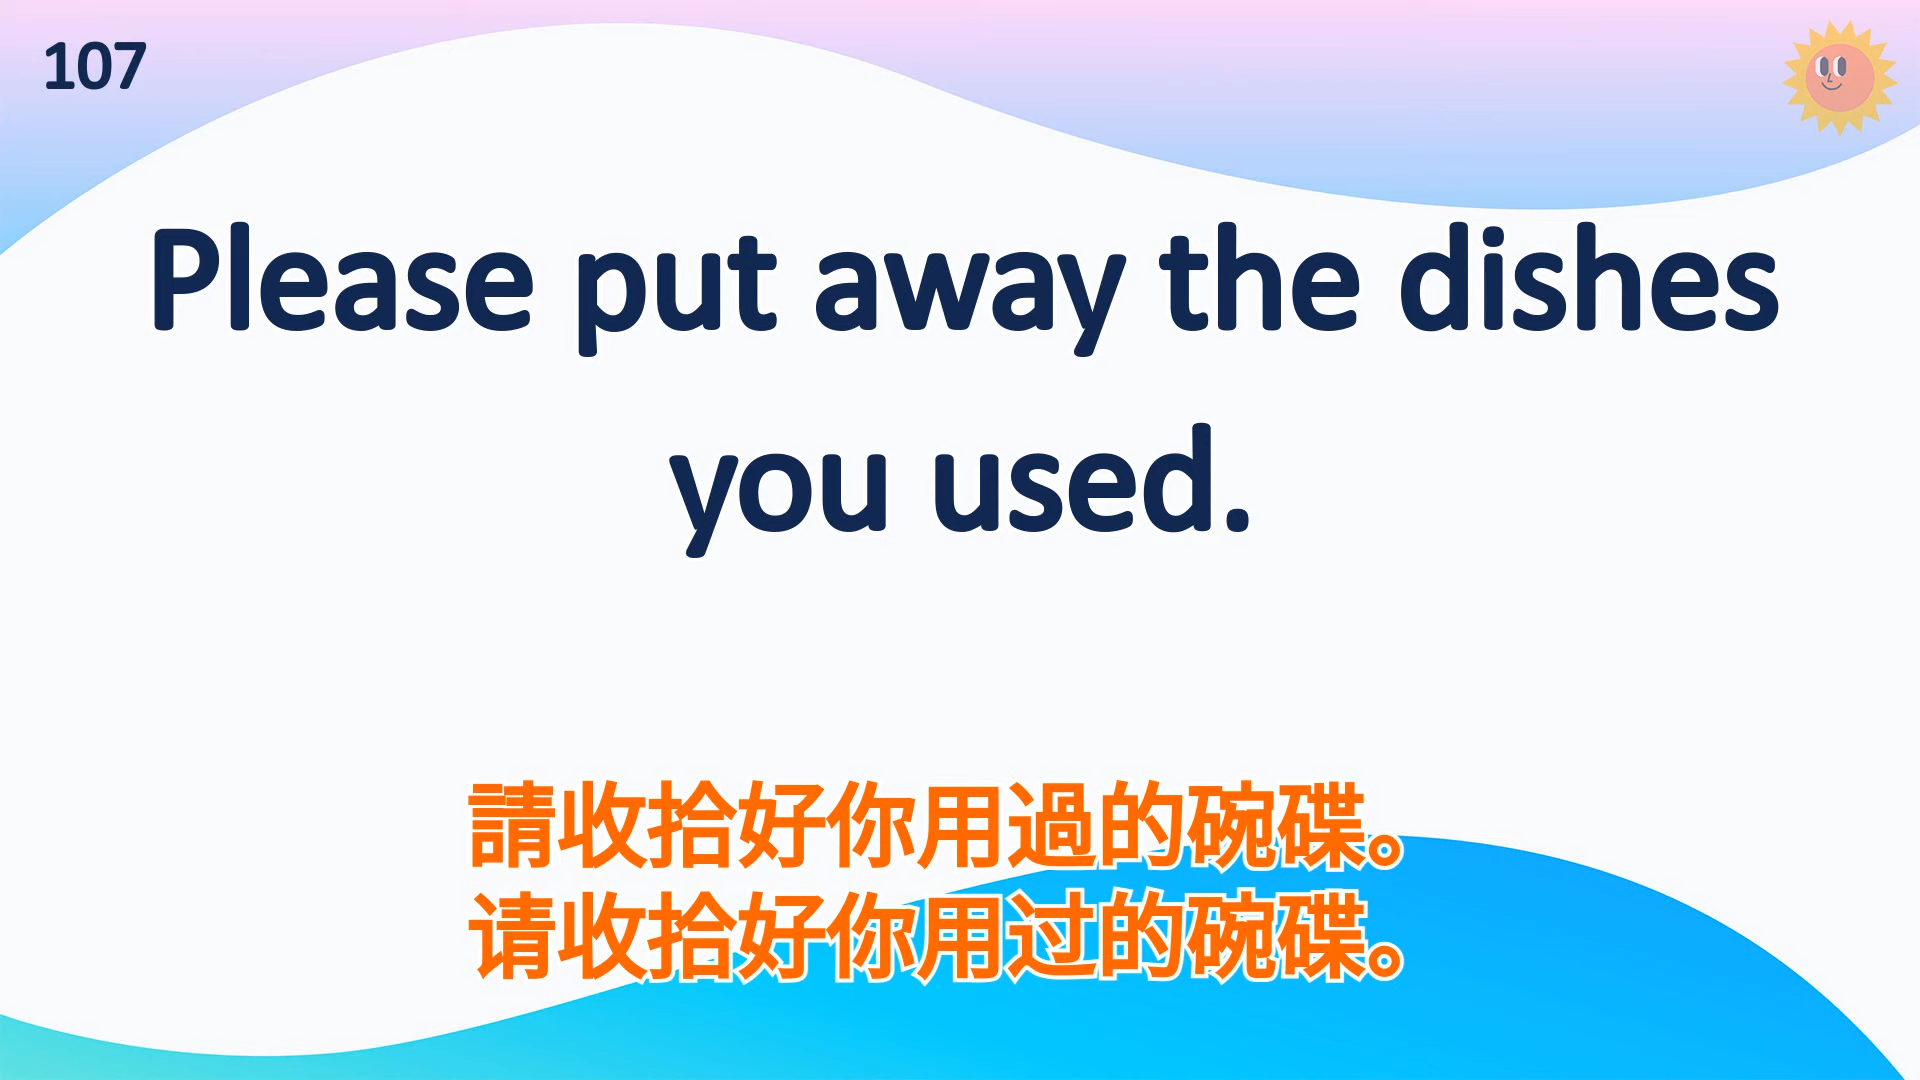 107
Please put away the dishes
you used.
請收拾好你用過的碗碟。
请收拾好你用过的碗碟。